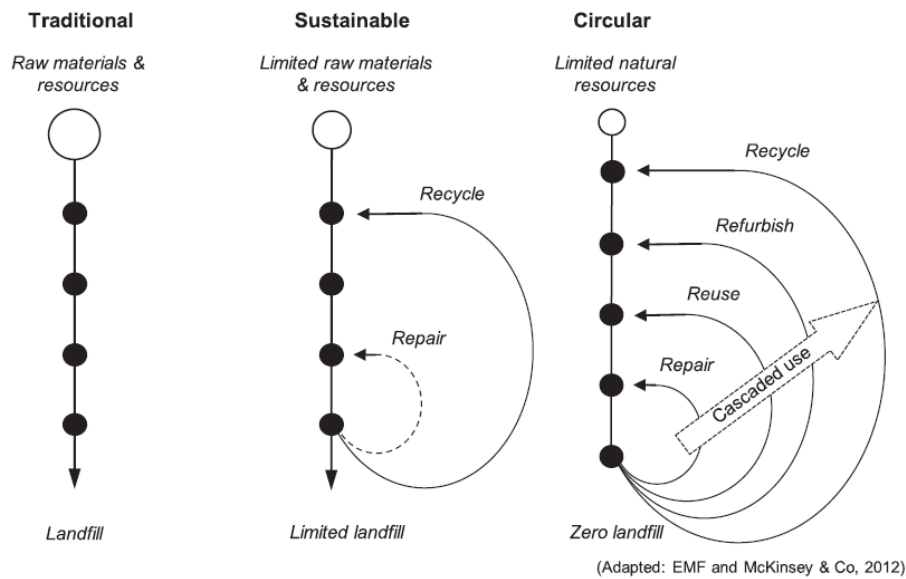 Traditional
Raw materials &
resources
Landfill
Sustainable
Limited raw materials
& resources
Recycle
Repair
Limited landfill
Circular
Limited natural
resources
Recycle
Refurbish
Reuse
Repair
Cascaded use
Zero landfill
(Adapted: EMF and McKinsey & Co, 2012)